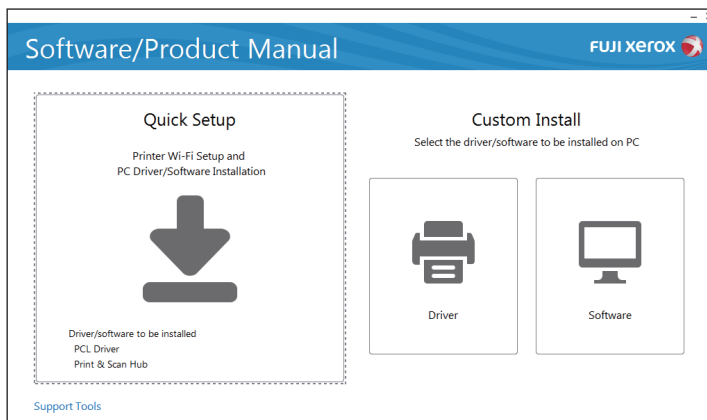 Software/Product Manual
FUJI xerox
Quick Setup
Printer Wi-Fi Setup and
PC Driver/Software Installation
Driver/software to be installed
PCL Driver
Print & Scan Hub
Custom Install
Select the driver/software to be installed on PC
Driver
Software
Support Tools